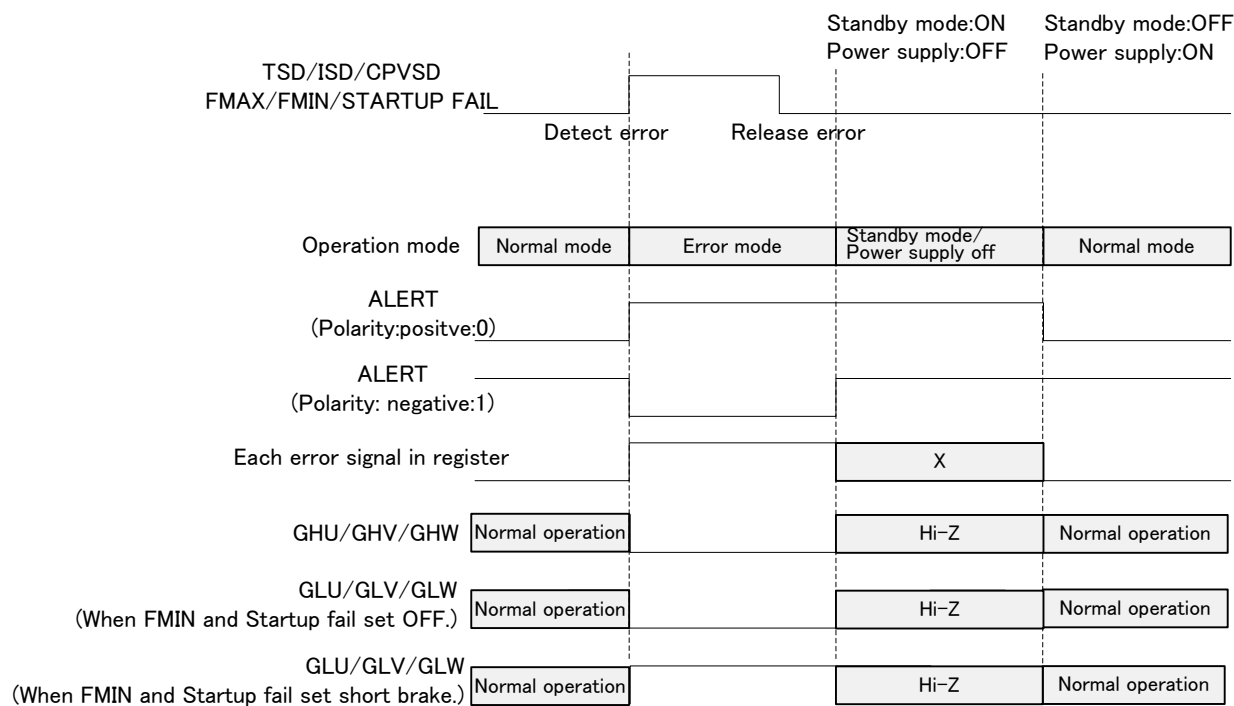 Standby mode:ON
Power supply:OFF
Standby mode:OFF
Power supply:ON
TSD/ISD/CPVSD
FMAX/FMIN/STARTUP FAIL
Detect error
Release error
Operation mode
Normal mode
Error mode
Standby mode/
Power supply off
Normal mode
ALERT
(Polarity:positve:0)
ALERT
(Polarity: negative:1)
Each error signal in register
X
GHU/GHV/GHW
Normal operation
Hi-Z
Normal operation
GLU/GLV/GLW
(When FMIN and Startup fail set OFF.)
Normal operation
Hi-Z
Normal operation
GLU/GLV/GLW
(When FMIN and Startup fail set short brake.)
Normal operation
Hi-Z
Normal operation